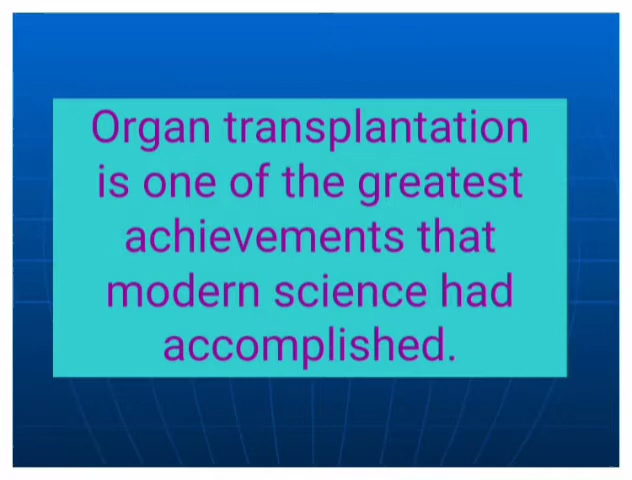 Organ transplantation
is one of the greatest
achievements that
modern science had
accomplished.